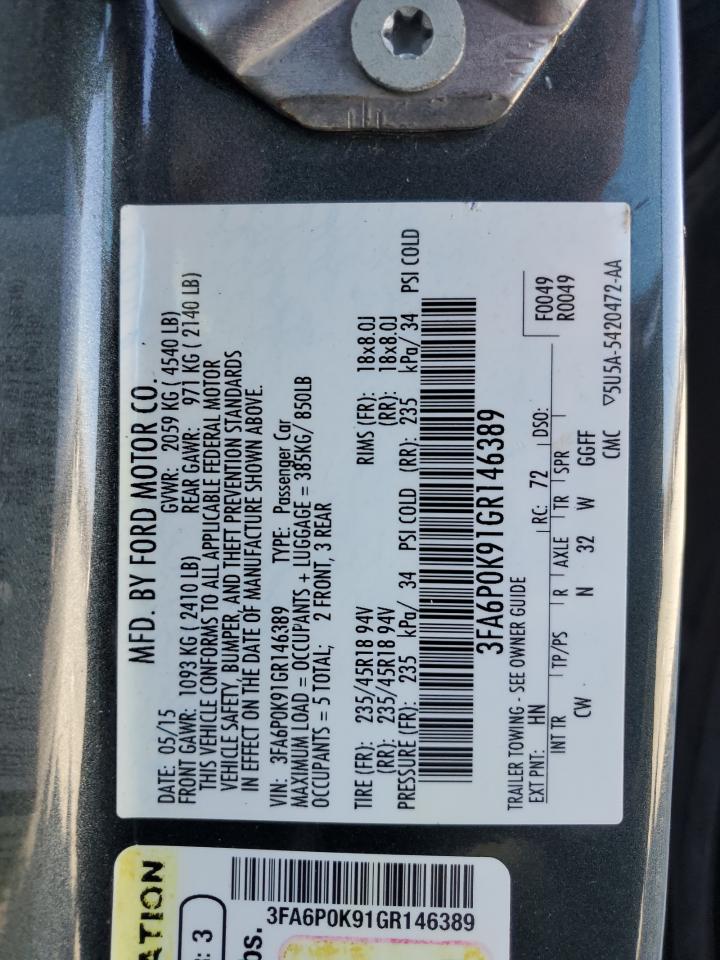 MFD. BY FORD MOTOR CO.
DATE: 05/15 GVWR: 2059 KG ( 4540 LB)
FRONT GAWR: 1093 KG ( 2410 LB) REAR GAWR: 971 KG ( 2140 LB)
THIS VEHICLE CONFORMS TO ALL APPLICABLE FEDERAL MOTOR
VEHICLE SAFETY, BUMPER, AND THEFT PREVENTION STANDARDS
IN EFFECT ON THE DATE OF MANUFACTURE SHOWN ABOVE.
VIN: 3FA6P0K91GR146389 TYPE: Passenger Car
MAXIMUM LOAD = OCCUPANTS + LUGGAGE = 385KG/ 850LB
OCCUPANTS = 5 TOTAL; 2 FRONT, 3 REAR
TIRE (FR): 235/45R18 94V RIMS (FR): 18x8.0J
(RR): 235/45R18 94V (RR): 18x8.0J
PRESSURE (FR): 235 kPa/ 34 PSI COLD (RR): 235 kPa/ 34 PSI COLD
3FA6P0K91GR146389
TRAILER TOWING - SEE OWNER GUIDE F0049
EXT PNT: HN RC: 72 DSO: R0049
INT TR TP/PS R AXLE TR SPR
CW N 32 W GGFF
CMC ▽5U5A-5420472-AA
ATION
: 3
bs.
3FA6P0K91GR146389